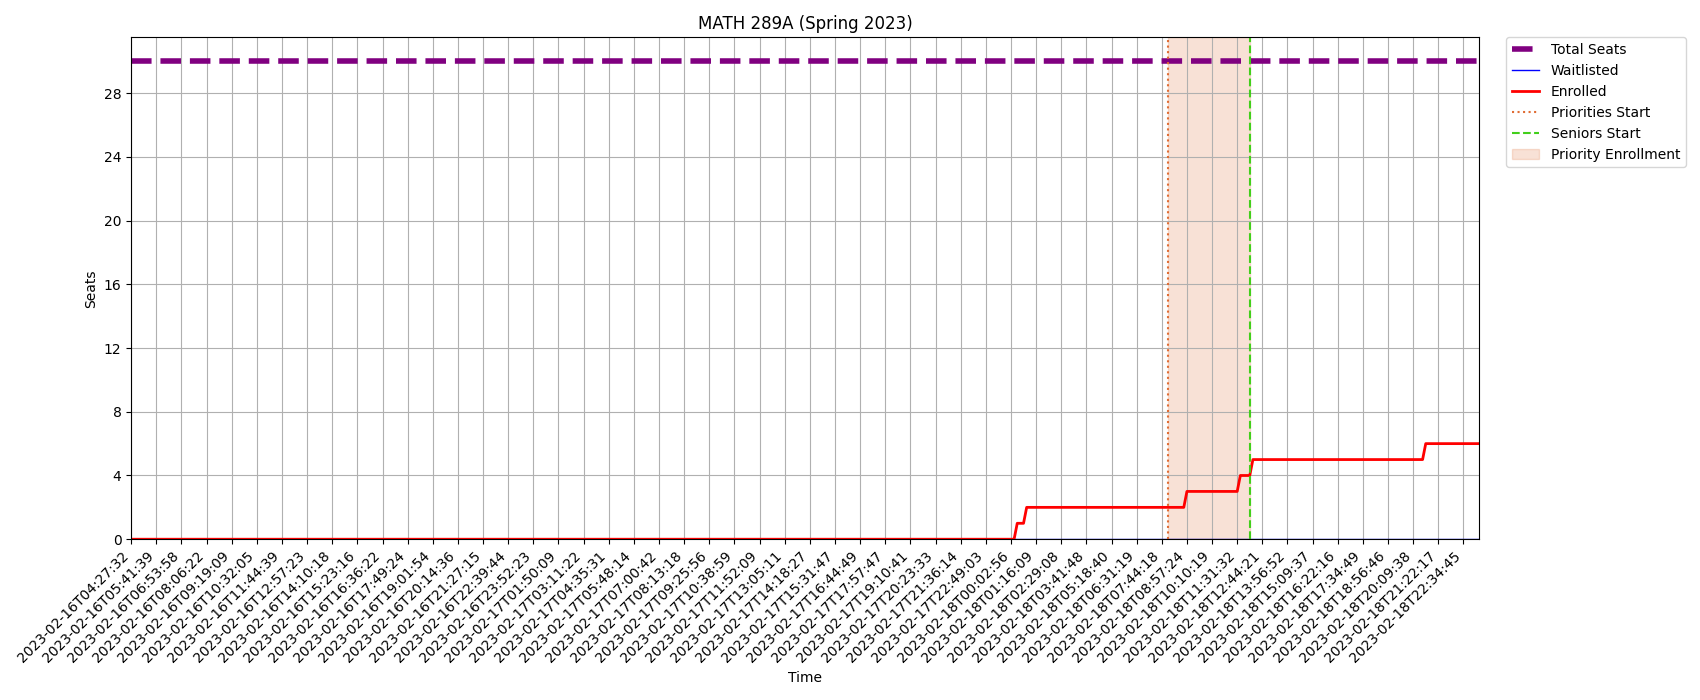 MATH 289A (Spring 2023)
Total Seats
Waitlisted
Enrolled
Priorities Start
Seniors Start
Priority Enrollment
Seats
28
24
20
16
12
8
4
0
2023-02-16T04:27:32
2023-02-16T05:41:39
2023-02-16T06:53:58
2023-02-16T08:06:22
2023-02-16T09:19:09
2023-02-16T10:32:05
2023-02-16T11:44:39
2023-02-16T12:57:23
2023-02-16T14:10:18
2023-02-16T15:23:16
2023-02-16T16:36:22
2023-02-16T17:49:24
2023-02-16T19:01:54
2023-02-16T20:14:36
2023-02-16T21:27:15
2023-02-16T22:39:44
2023-02-16T23:52:23
2023-02-17T01:50:09
2023-02-17T03:11:22
2023-02-17T04:35:31
2023-02-17T05:48:14
2023-02-17T07:00:42
2023-02-17T08:13:18
2023-02-17T09:25:56
2023-02-17T10:38:59
2023-02-17T11:52:09
2023-02-17T13:05:11
2023-02-17T14:18:27
2023-02-17T15:31:47
2023-02-17T16:44:49
2023-02-17T17:57:47
2023-02-17T19:10:41
2023-02-17T20:23:33
2023-02-17T21:36:14
2023-02-17T22:49:03
2023-02-18T00:02:56
2023-02-18T01:16:09
2023-02-18T02:29:08
2023-02-18T03:41:48
2023-02-18T05:18:40
2023-02-18T06:31:19
2023-02-18T07:44:18
2023-02-18T08:57:24
2023-02-18T10:10:19
2023-02-18T11:31:32
2023-02-18T12:44:21
2023-02-18T13:56:52
2023-02-18T15:09:37
2023-02-18T16:22:16
2023-02-18T17:34:49
2023-02-18T18:56:46
2023-02-18T20:09:38
2023-02-18T21:22:17
2023-02-18T22:34:45
Time